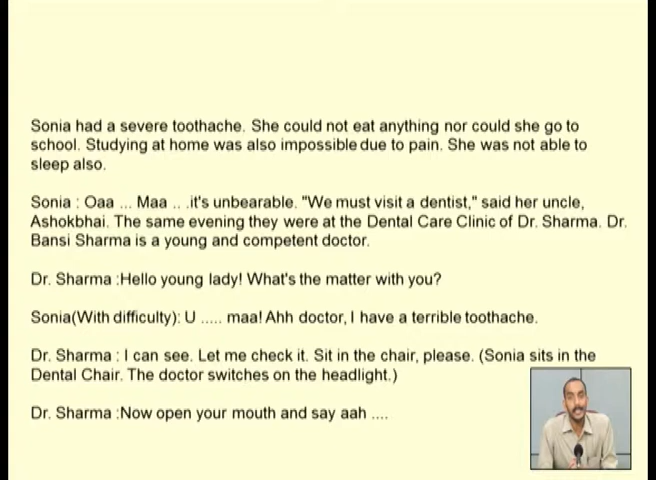 Sonia had a severe toothache. She could not eat anything nor could she go to
school. Studying at home was also impossible due to pain. She was not able to
sleep also.
Sonia : Oaa ... Maa .. .it's unbearable. "We must visit a dentist," said her uncle,
Ashokbhai. The same evening they were at the Dental Care Clinic of Dr. Sharma. Dr.
Bansi Sharma is a young and competent doctor.
Dr. Sharma :Hello young lady! What's the matter with you?
Sonia(With difficulty): U ..... maa! Ahh doctor, I have a terrible toothache.
Dr. Sharma : I can see. Let me check it. Sit in the chair, please. (Sonia sits in the
Dental Chair. The doctor switches on the headlight.)
Dr. Sharma :Now open your mouth and say aah ....